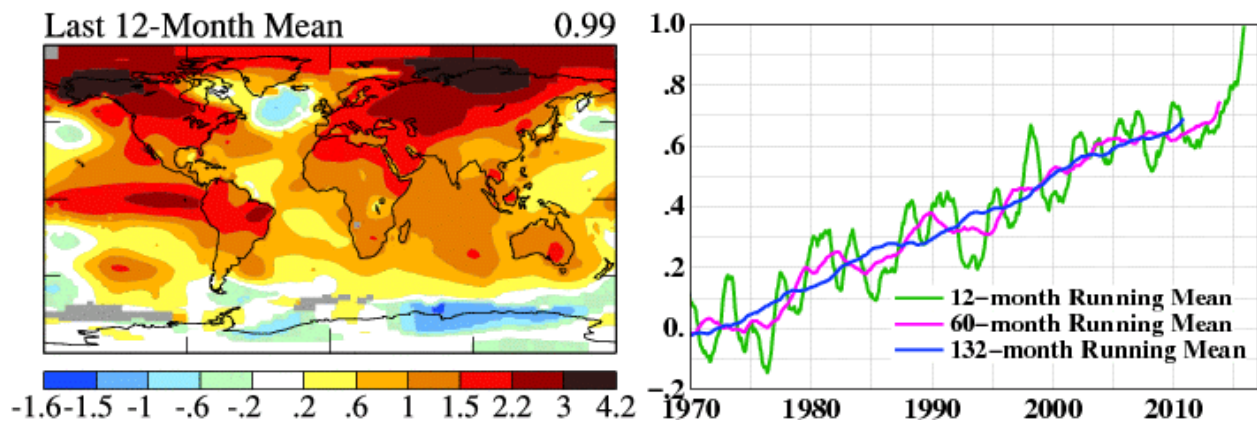 Last 12-Month Mean 0.99
-1.6 -1.5 -1 -.6 -.2 .2 .6 1 1.5 2.2 3 4.2
1.0
.8
.6
.4
.2
0.
-.2
12-month Running Mean
60-month Running Mean
132-month Running Mean
1970 1980 1990 2000 2010